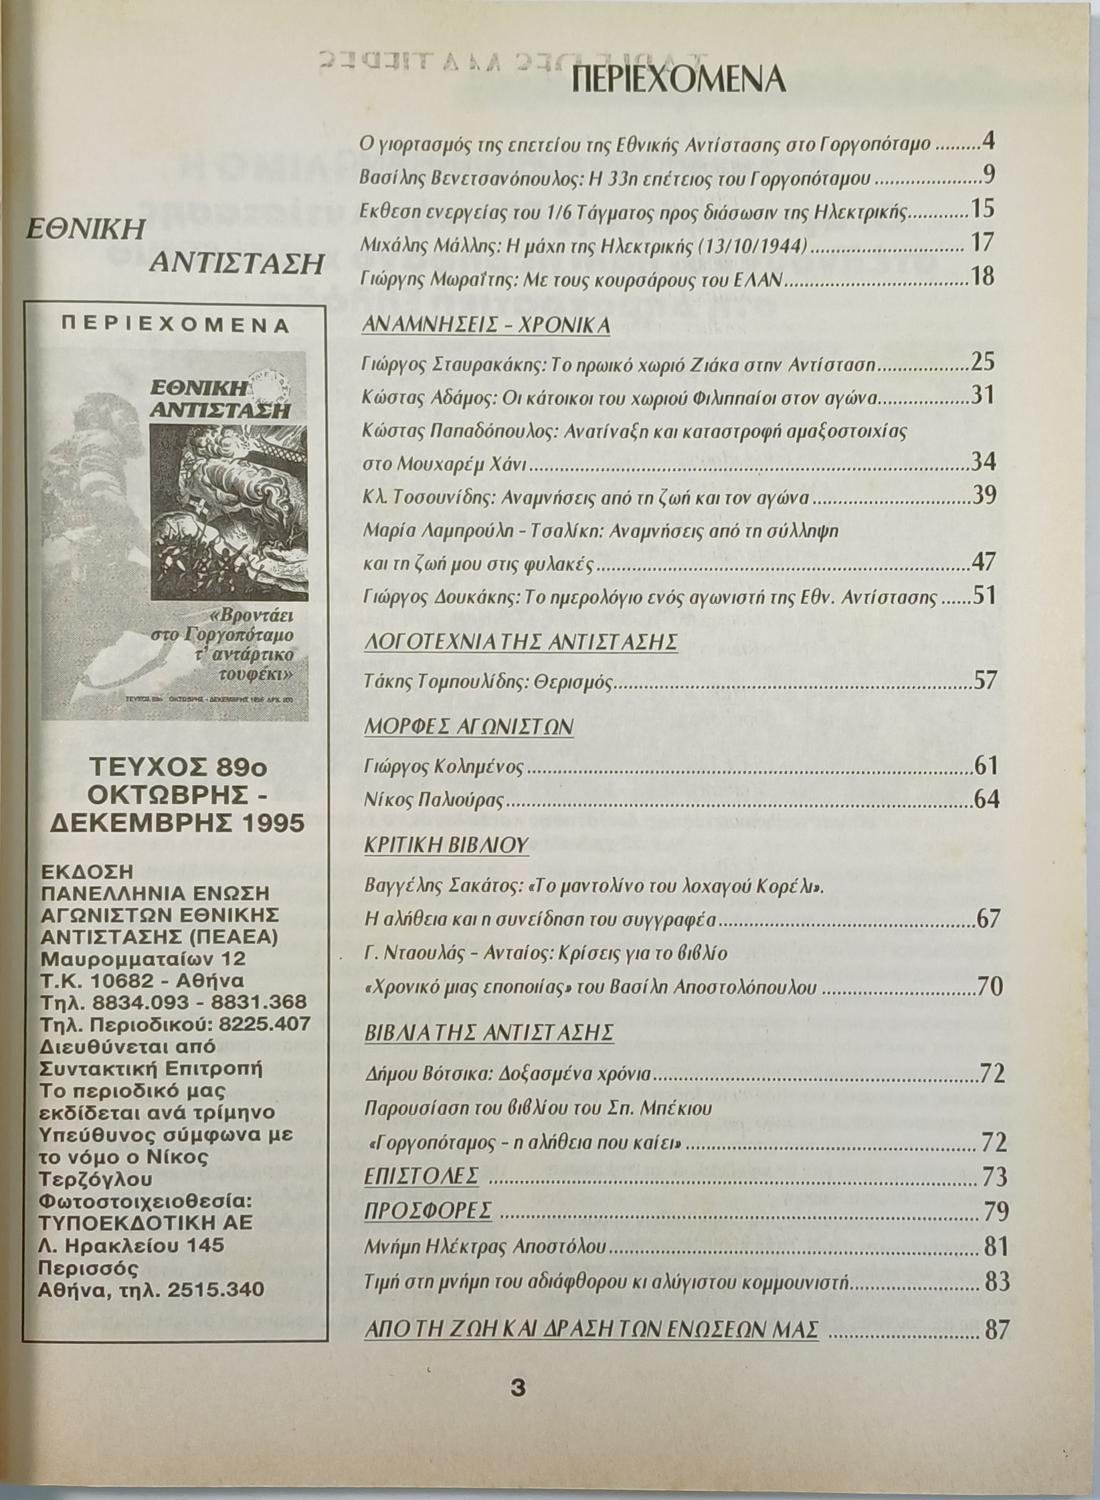 ΠΕΡΙΕΧΟΜΕΝΑ
Ο γιορτασμός της επετείου της Εθνικής Αντίστασης στο Γοργοπόταμο .........4
Βασίλης Βενετσανόπουλος: Η 33η επέτειος του Γοργοπόταμου .....................9
Εκθεση ενεργείας του 1/6 Τάγματος προς διάσωσιν της Ηλεκτρικής............15
Μιχάλης Μάλλης: Η μάχη της Ηλεκτρικής (13/10/1944) .............................. 17
Γιώργης Μωραΐτης: Με τους κουρσάρους του ΕΛΑΝ....................................18
ΑΝΑΜΝΗΣΕΙΣ - ΧΡΟΝΙΚΑ
Γιώργος Σταυρακάκης: Το ηρωικό χωριό Ζιάκα στην Αντίσταση..................25
Κώστας Αδάμος: Οι κάτοικοι του χωριού Φιλιππαίοι στον αγώνα..................31
Κώστας Παπαδόπουλος: Ανατίναξη και καταστροφή αμαξοστοιχίας
στο Μουχαρέμ Χάνι...................................................................................34
Κλ. Τοσουνίδης: Αναμνήσεις από τη ζωή και τον αγώνα ...............................39
Μαρία Λαμπρούλη - Τσαλίκη: Αναμνήσεις από τη σύλληψη
και τη ζωή μου στις φυλακές.......................................................................47
Γιώργος Δουκάκης: Το ημερολόγιο ενός αγωνιστή της Εθν. Αντίστασης ......51
ΛΟΓΟΤΕΧΝΙΑ ΤΗΣ ΑΝΤΙΣΤΑΣΗΣ
Τάκης Τομπουλίδης: Θερισμός......................................................................57
ΜΟΡΦΕΣ ΑΓΩΝΙΣΤΩΝ
Γιώργος Κολημένος.....................................................................................61
Νίκος Παλιούρας.........................................................................................64
ΚΡΙΤΙΚΗ ΒΙΒΛΙΟΥ
Βαγγέλης Σακάτος: «Το μαντολίνο του λοχαγού Κορέλι».
Η αλήθεια και η συνείδηση του συγγραφέα.................................................67
Γ. Νταουλάς - Ανταίος: Κρίσεις για το βιβλίο
«Χρονικό μιας εποποιίας» του Βασίλη Αποστολόπουλου ..............................70
ΒΙΒΛΙΑ ΤΗΣ ΑΝΤΙΣΤΑΣΗΣ
Δήμου Βότσικα: Δοξασμένα χρόνια..............................................................72
Παρουσίαση του βιβλίου του Σπ. Μπέκιου
«Γοργοπόταμος - η αλήθεια που καίει» .......................................................72
ΕΠΙΣΤΟΛΕΣ .............................................................................................. 73
ΠΡΟΣΦΟΡΕΣ ............................................................................................ 79
Μνήμη Ηλέκτρας Αποστόλου....................................................................... 81
Τιμή στη μνήμη του αδιάφθορου κι αλύγιστου κομμουνιστή......................... 83
ΑΠΟ ΤΗ ΖΩΗ ΚΑΙ ΔΡΑΣΗ ΤΩΝ ΕΝΩΣΕΩΝ ΜΑΣ ............................. 87
ΕΘΝΙΚΗ
ΑΝΤΙΣΤΑΣΗ
ΠΕΡΙΕΧΟΜΕΝΑ
ΕΘΝΙΚΗ
ΑΝΤΙΣΤΑΣΗ
«Βροντάει
στο Γοργοπόταμο
τ' αντάρτικο
τουφέκι»
ΤΕΥΧΟΣ 89ο ΟΚΤΩΒΡΗΣ - ΔΕΚΕΜΒΡΗΣ 1995
ΤΕΥΧΟΣ 89ο
ΟΚΤΩΒΡΗΣ -
ΔΕΚΕΜΒΡΗΣ 1995
ΕΚΔΟΣΗ
ΠΑΝΕΛΛΗΝΙΑ ΕΝΩΣΗ
ΑΓΩΝΙΣΤΩΝ ΕΘΝΙΚΗΣ
ΑΝΤΙΣΤΑΣΗΣ (ΠΕΑΕΑ)
Μαυρομματαίων 12
Τ.Κ. 10682 - Αθήνα
Τηλ. 8834.093 - 8831.368
Τηλ. Περιοδικού: 8225.407
Διευθύνεται από
Συντακτική Επιτροπή
Το περιοδικό μας
εκδίδεται ανά τρίμηνο
Υπεύθυνος σύμφωνα με
το νόμο ο Νίκος
Τερζόγλου
Φωτοστοιχειοθεσία:
ΤΥΠΟΕΚΔΟΤΙΚΗ ΑΕ
Λ. Ηρακλείου 145
Περισσός
Αθήνα, τηλ. 2515.340
3